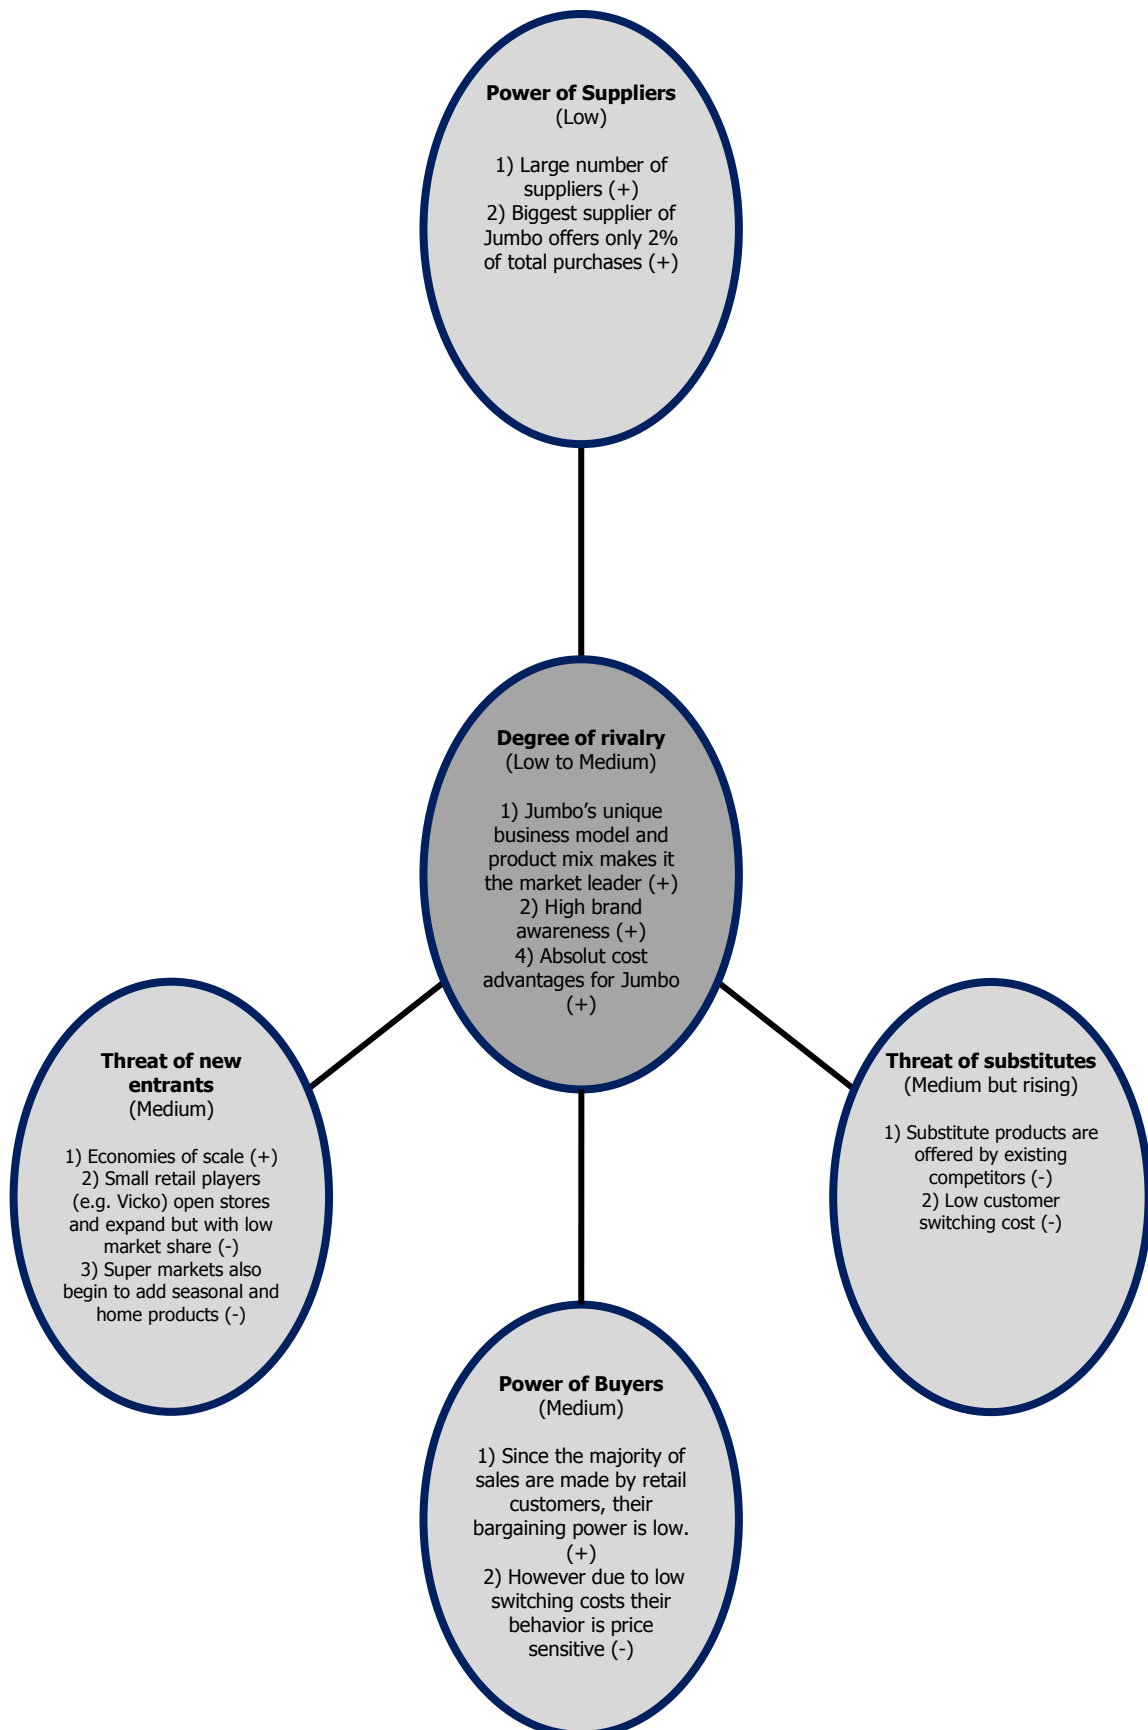 Power of Suppliers
(Low)
1) Large number of
suppliers (+)
2) Biggest supplier of
Jumbo offers only 2%
of total purchases (+)
Degree of rivalry
(Low to Medium)
1) Jumbo’s unique
business model and
product mix makes it
the market leader (+)
2) High brand
awareness (+)
4) Absolut cost
advantages for Jumbo
(+)
Threat of new
entrants
(Medium)
1) Economies of scale (+)
2) Small retail players
(e.g. Vicko) open stores
and expand but with low
market share (-)
3) Super markets also
begin to add seasonal and
home products (-)
Threat of substitutes
(Medium but rising)
1) Substitute products are
offered by existing
competitors (-)
2) Low customer
switching cost (-)
Power of Buyers
(Medium)
1) Since the majority of
sales are made by retail
customers, their
bargaining power is low.
(+)
2) However due to low
switching costs their
behavior is price
sensitive (-)